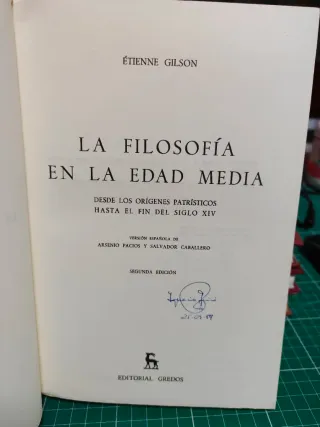 ÉTIENNE GILSON
LA FILOSOFÍA
EN LA EDAD MEDIA
DESDE LOS ORÍGENES PATRÍSTICOS
HASTA EL FIN DEL SIGLO XIV
VERSIÓN ESPAÑOLA DE
ARSENIO PACIOS Y SALVADOR CABALLERO
SEGUNDA EDICIÓN
EDITORIAL GREDOS